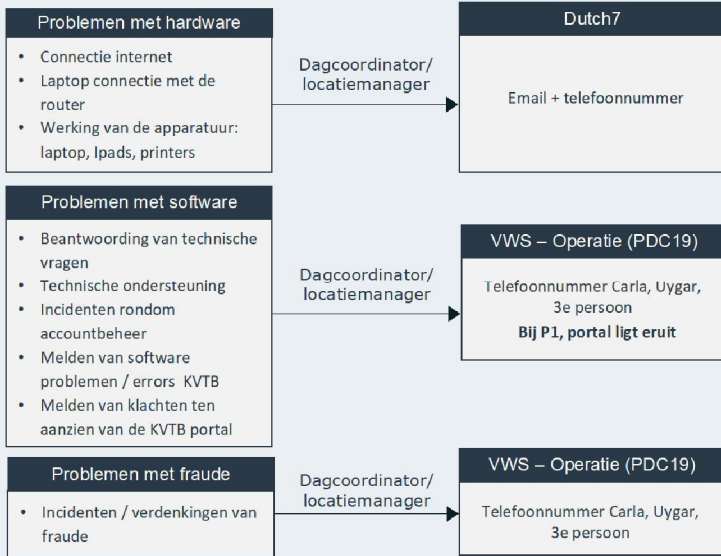 Problemen met hardware
• Connectie internet
• Laptop connectie met de
router
• Werking van de apparatuur:
laptop, Ipads, printers
Dagcoordinator/
locatiemanager
Dutch7
Email + telefoonnummer
Problemen met software
• Beantwoording van technische
vragen
• Technische ondersteuning
• Incidenten rondom
accountbeheer
• Melden van software
problemen / errors KVTB
• Melden van klachten ten
aanzien van de KVTB portal
Dagcoordinator/
locatiemanager
VWS – Operatie (PDC19)
Telefoonnummer Carla, Uygar,
3e persoon
Bij P1, portal ligt eruit
Problemen met fraude
• Incidenten / verdenkingen van
fraude
Dagcoordinator/
locatiemanager
VWS – Operatie (PDC19)
Telefoonnummer Carla, Uygar,
3e persoon